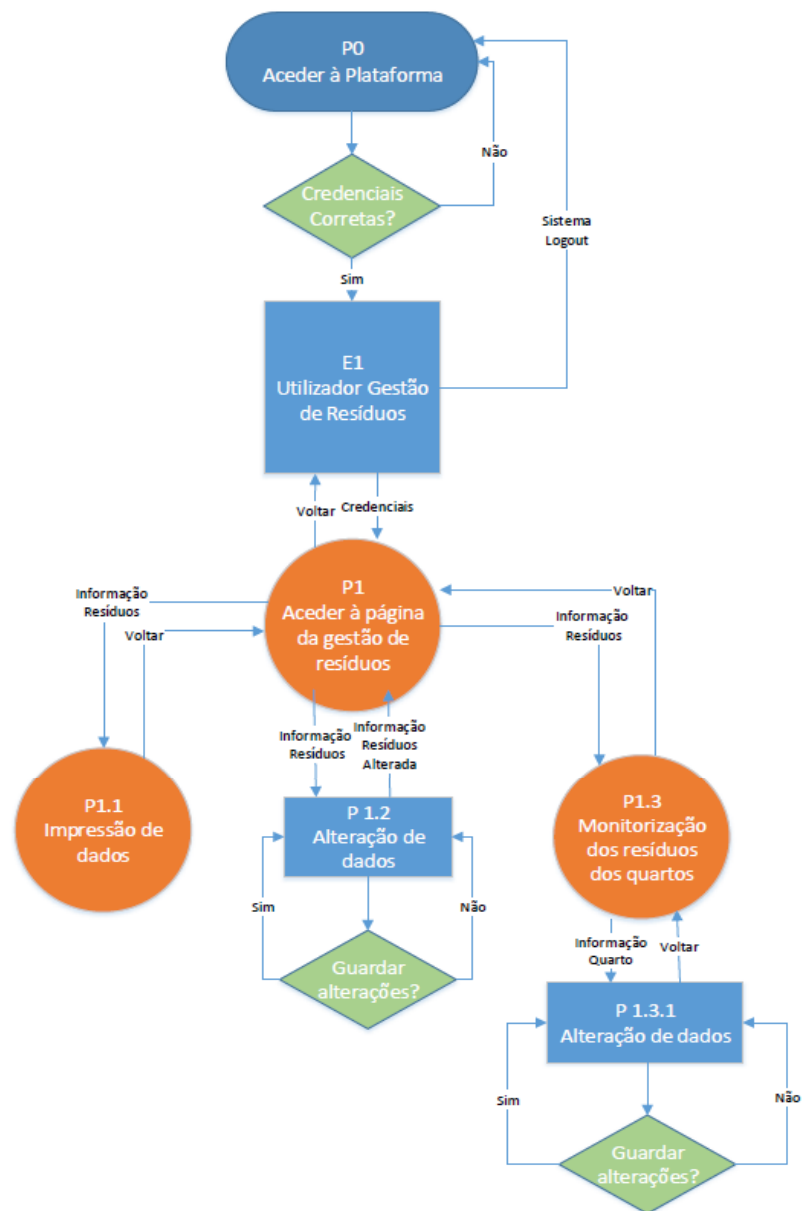 P0
Aceder à Plataforma
Não
Credenciais
Corretas?
Sistema
Logout
Sim
E1
Utilizador Gestão
de Resíduos
Voltar
Credenciais
P1
Aceder à página
da gestão de
resíduos
Informação
Resíduos
Voltar
Voltar
Informação
Resíduos
Informação
Resíduos
Informação
Resíduos
Alterada
P1.1
Impressão de
dados
P 1.2
Alteração de
dados
P1.3
Monitorização
dos resíduos
dos quartos
Sim
Não
Guardar
alterações?
Informação
Quarto
Voltar
P 1.3.1
Alteração de dados
Sim
Não
Guardar
alterações?